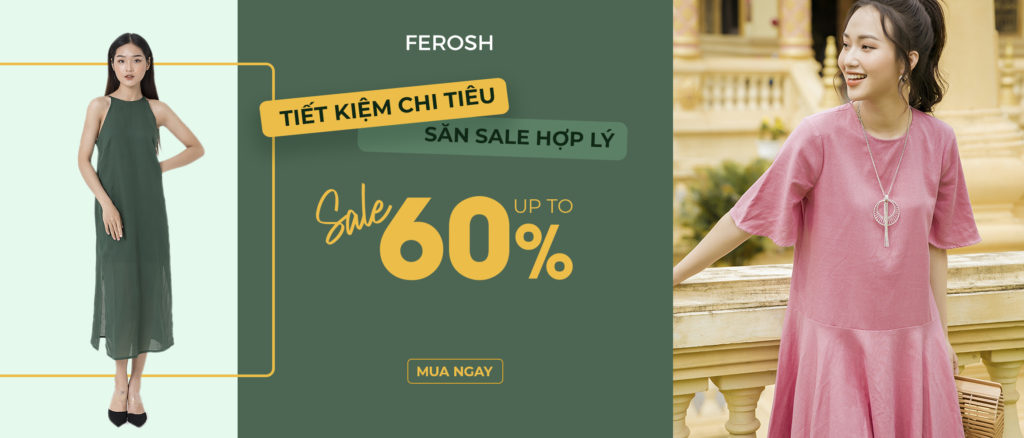 FEROSH
TIẾT KIỆM CHI TIÊU
SĂN SALE HỢP LÝ
Sale
UP TO
60%
MUA NGAY